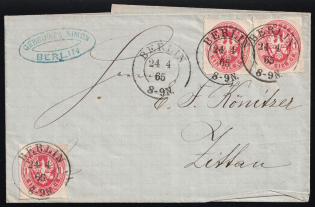 GEBRÜDER SIMON
BERLIN
BERLIN
24 4
65
8-9N.
BERLIN
24 4
65
8-9N.
BERLIN
24 4
65
8-9N.
Zittau
BERLIN
24 4
65
8-9N.